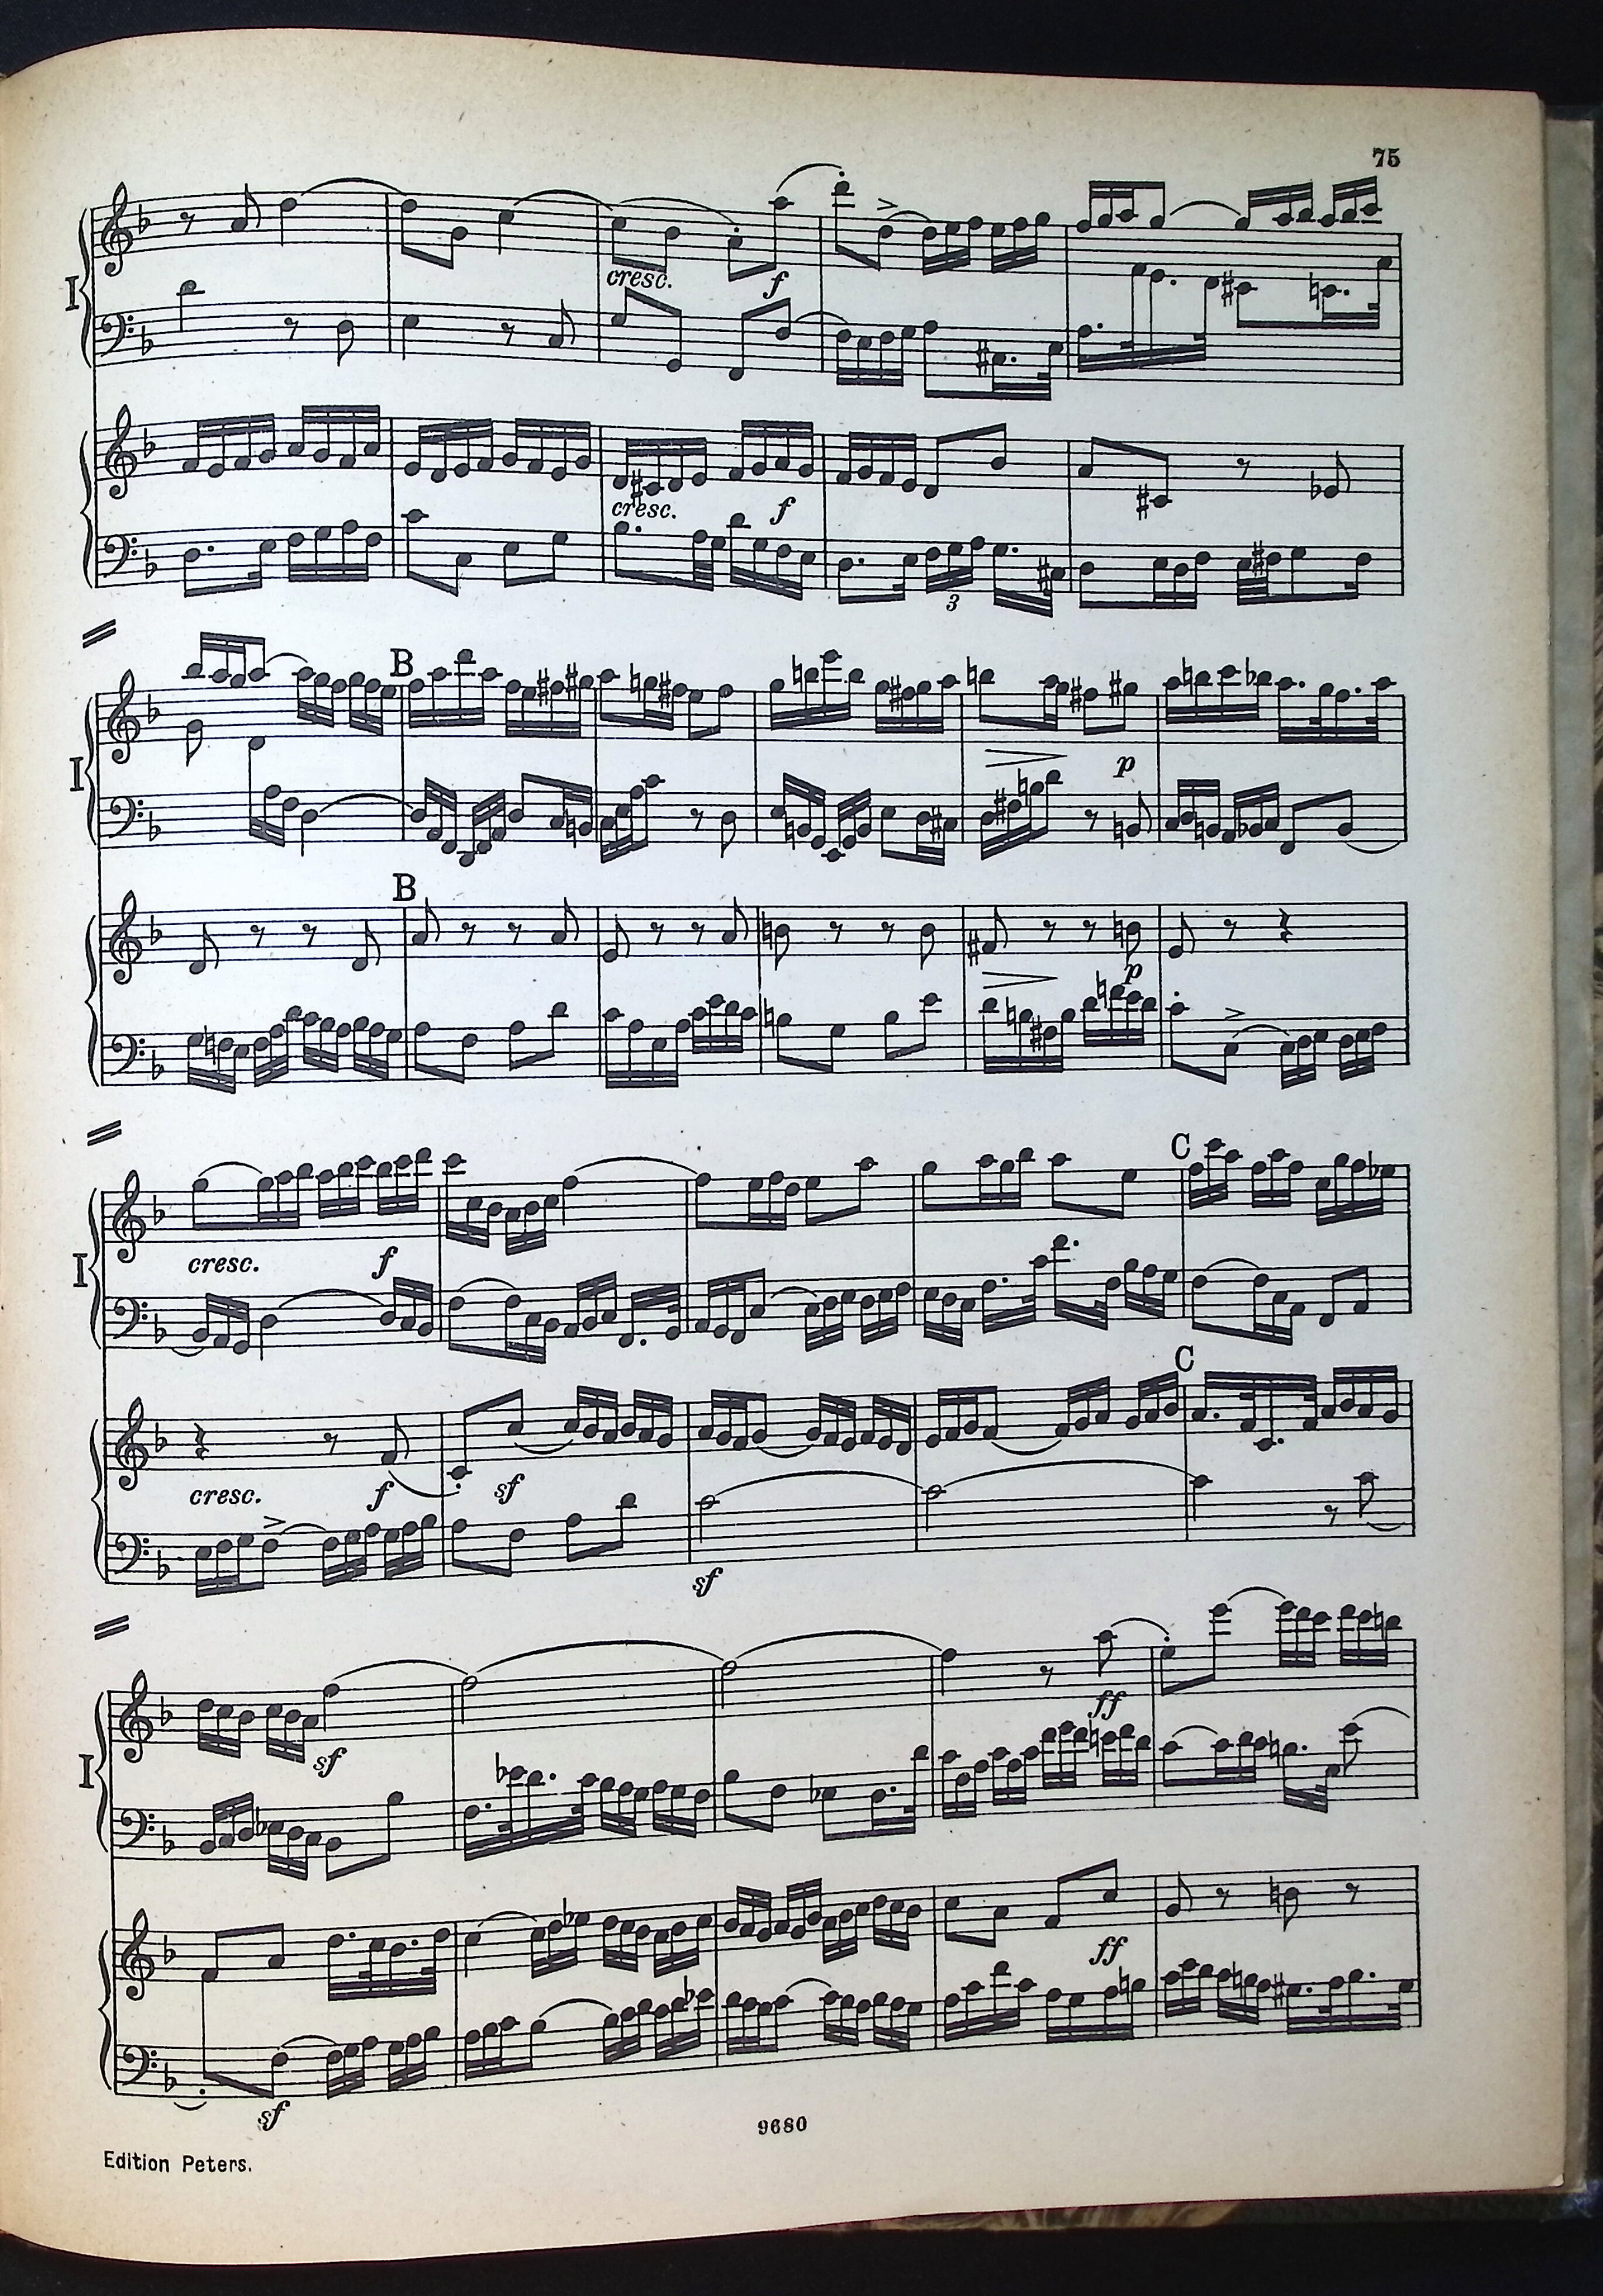 75
I
cresc. f
cresc. f
3
B
I
p
B
p
C
I
cresc. f
C
cresc. f sf
sf
ff
I
sf
ff
sf
9680
Edition Peters.